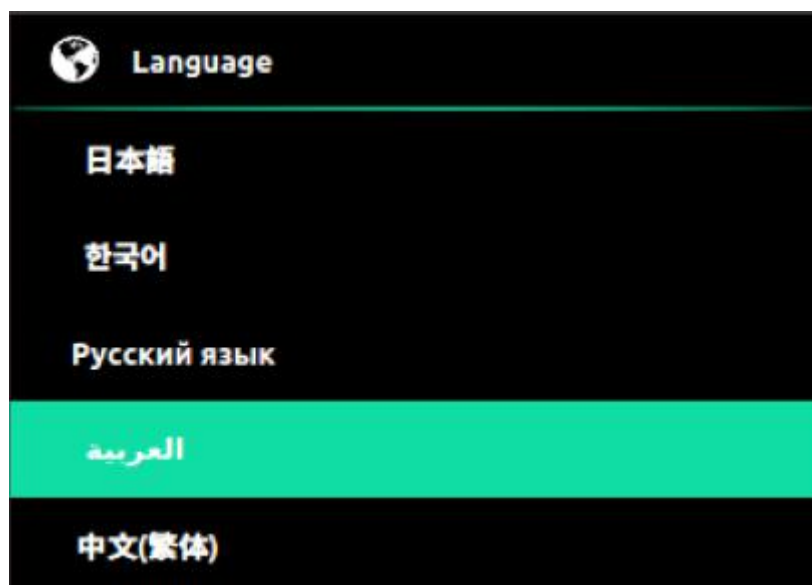 Language
日本語
한국어
Русский язык
العربية
中文(繁体)